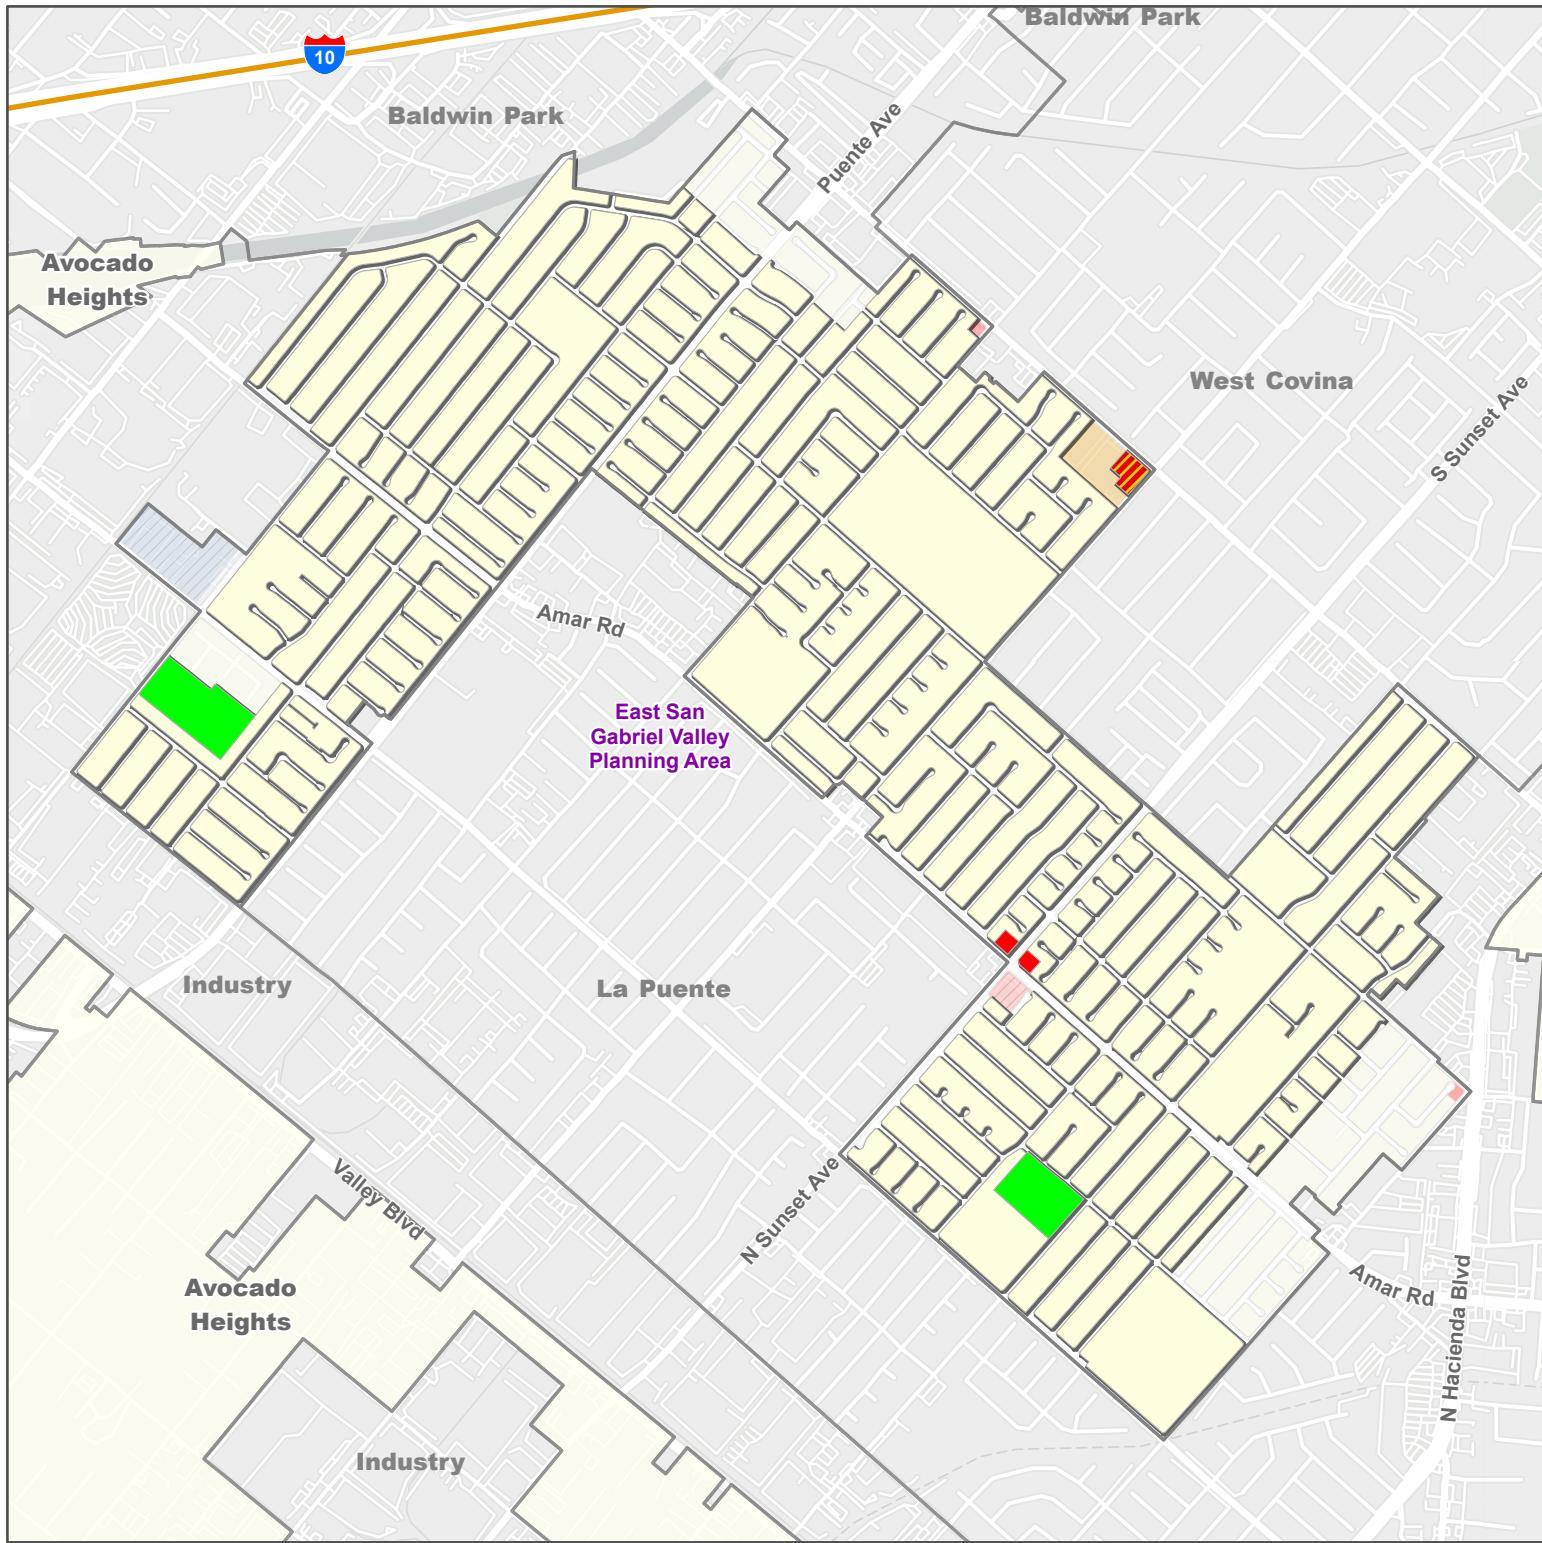 Baldwin Park
10
Baldwin Park
Puente Ave
Avocado
Heights
West Covina
S Sunset Ave
Amar Rd
East San
Gabriel Valley
Planning Area
Industry
La Puente
Valley Blvd
N Sunset Ave
Avocado
Heights
Amar Rd
N Hacienda Blvd
Industry